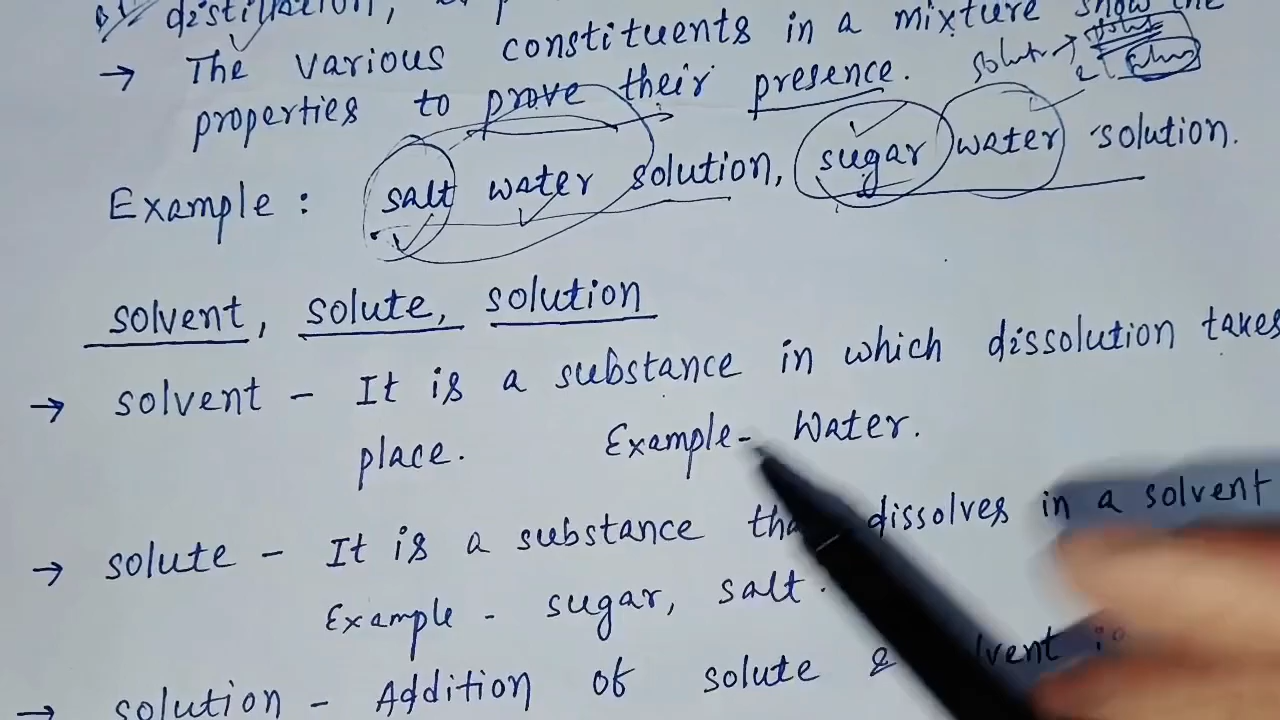 distillation,
→ The various constituents in a mixture show the
solution →
properties to prove their presence.
Example : salt water solution, sugar water solution.
solvent, solute, solution
→ solvent - It is a substance in which dissolution takes
place. Example - Water.
→ solute - It is a substance dissolves in a solvent
Example - sugar, salt.
→ solution - Addition of solute &